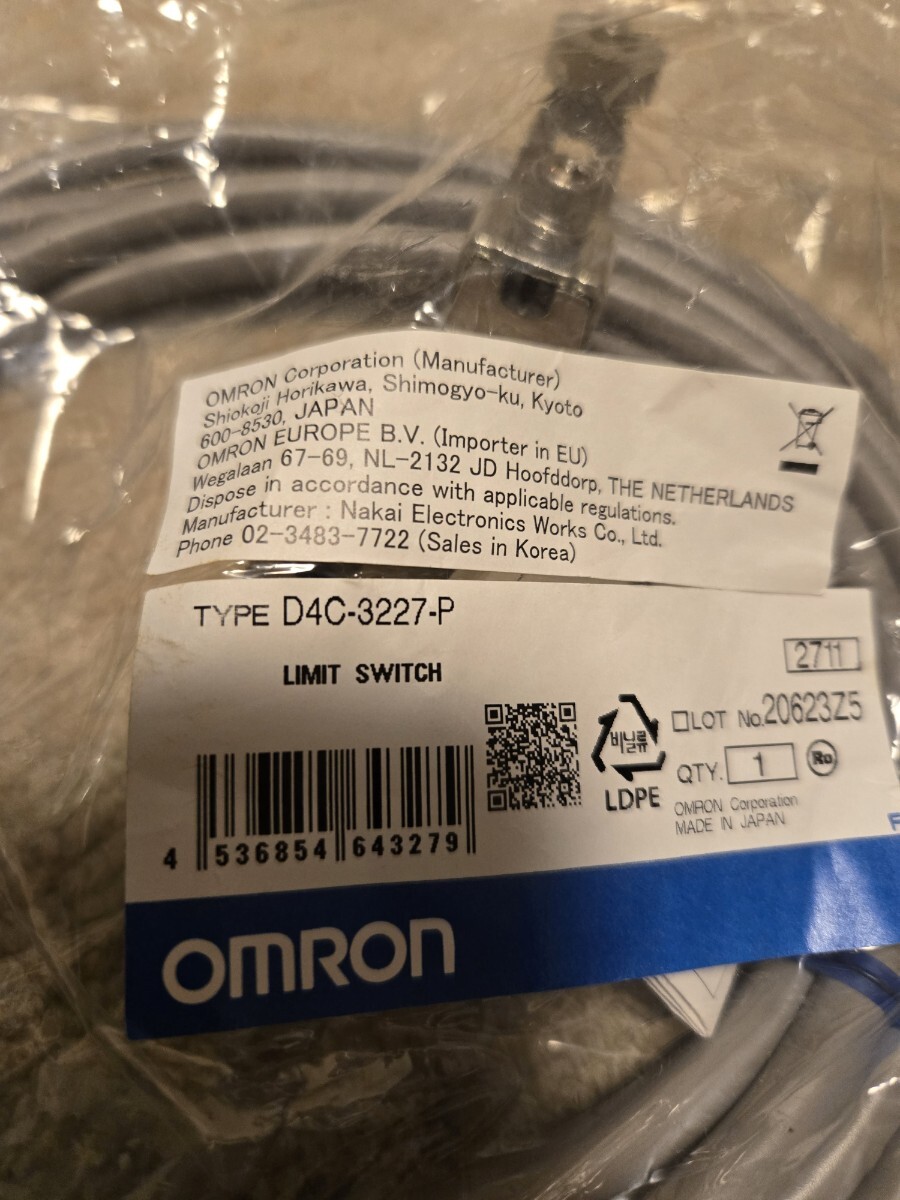 OMRON Corporation (Manufacturer)
Shiokoji Horikawa, Shimogyo-ku, Kyoto
600-8530, JAPAN
OMRON EUROPE B.V. (Importer in EU)
Wegalaan 67-69, NL-2132 JD Hoofddorp, THE NETHERLANDS
Dispose in accordance with applicable regulations.
Manufacturer : Nakai Electronics Works Co., Ltd.
Phone 02-3483-7722 (Sales in Korea)
TYPE D4C-3227-P
LIMIT SWITCH
2711
LOT No.20623Z5
QTY. 1 Ro
비닐류
LDPE
OMRON Corporation
MADE IN JAPAN
4 536854 643279
OMRON